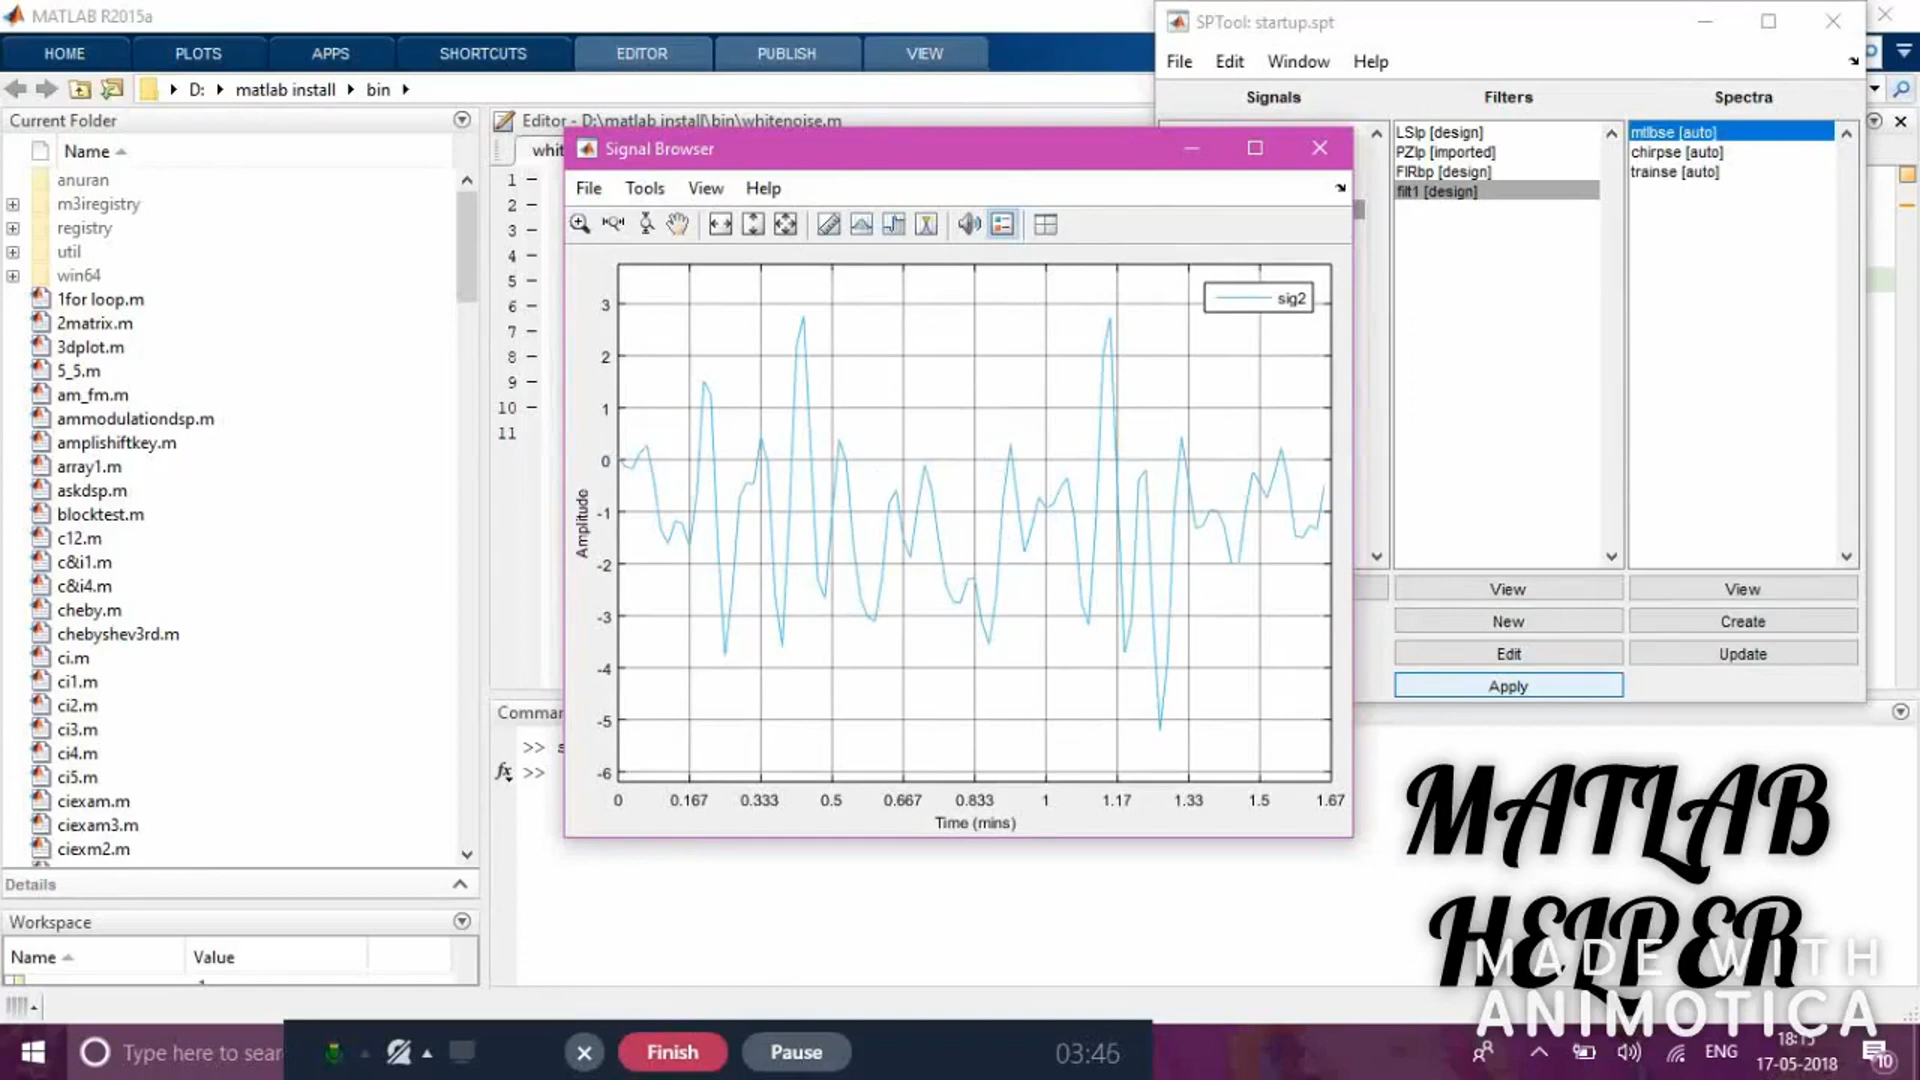 MATLAB R2015a
HOME PLOTS APPS SHORTCUTS EDITOR PUBLISH VIEW
D: matlab install bin
Current Folder
Name
anuran
m3iregistry
registry
util
win64
1for loop.m
2matrix.m
3dplot.m
5_5.m
am_fm.m
ammodulationdsp.m
amplishiftkey.m
array1.m
askdsp.m
blocktest.m
c12.m
c&i1.m
c&i4.m
cheby.m
chebyshev3rd.m
ci.m
ci1.m
ci2.m
ci3.m
ci4.m
ci5.m
ciexam.m
ciexam3.m
ciexm2.m
Details
Workspace
Name Value
Editor - D:\matlab install\bin\whitenoise.m
whit
1
2
3
4
5
6
7
8
9
10
11
Signal Browser
File Tools View Help
sig2
3
2
1
0
-1
-2
-3
-4
-5
-6
Amplitude
0 0.167 0.333 0.5 0.667 0.833 1 1.17 1.33 1.5 1.67
Time (mins)
Comman
>> s
fx >>
SPTool: startup.spt
File Edit Window Help
Signals Filters Spectra
LSlp [design]
PZlp [imported]
FIRbp [design]
filt1 [design]
mtlbse [auto]
chirpse [auto]
trainse [auto]
View View
New Create
Edit Update
Apply
MATLAB
HELPER
MADE WITH
ANIMOTICA
Type here to sear
Finish Pause 03:46
ENG
18:15
17-05-2018
10